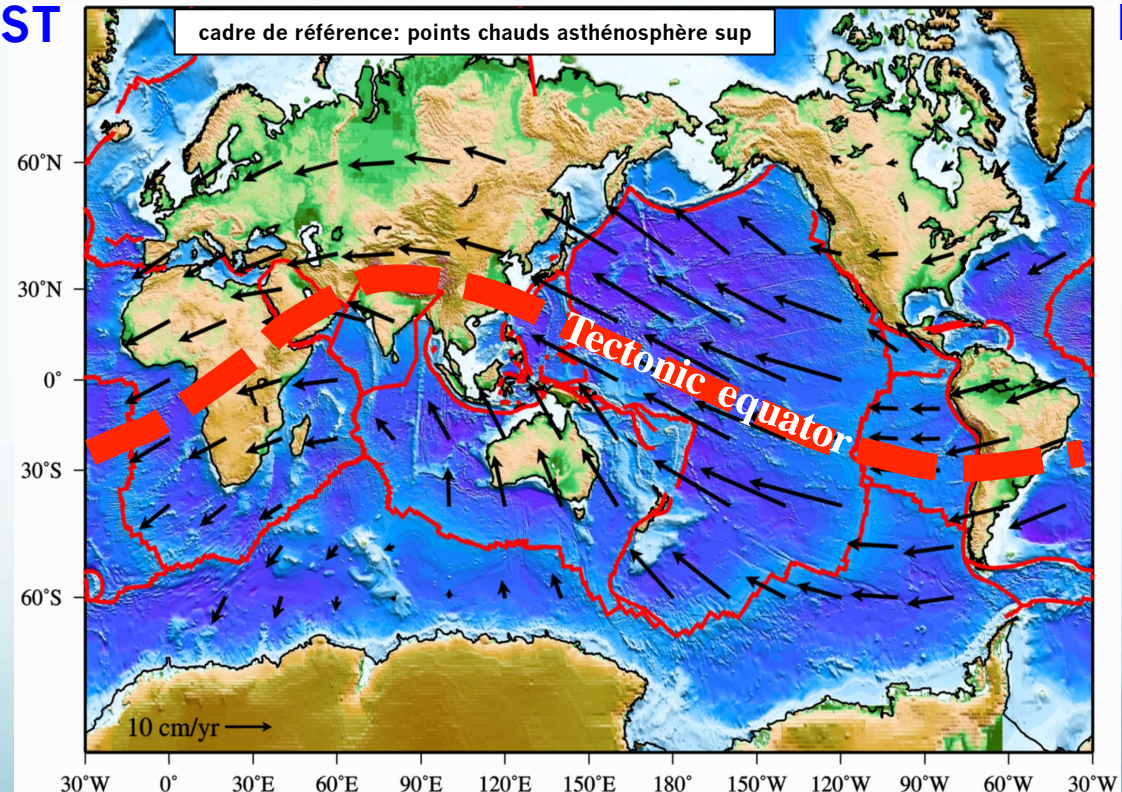 ST
cadre de référence: points chauds asthénosphère sup
60°N
30°N
0°
30°S
60°S
Tectonic equator
10 cm/yr
30°W 0° 30°E 60°E 90°E 120°E 150°E 180° 150°W 120°W 90°W 60°W 30°W